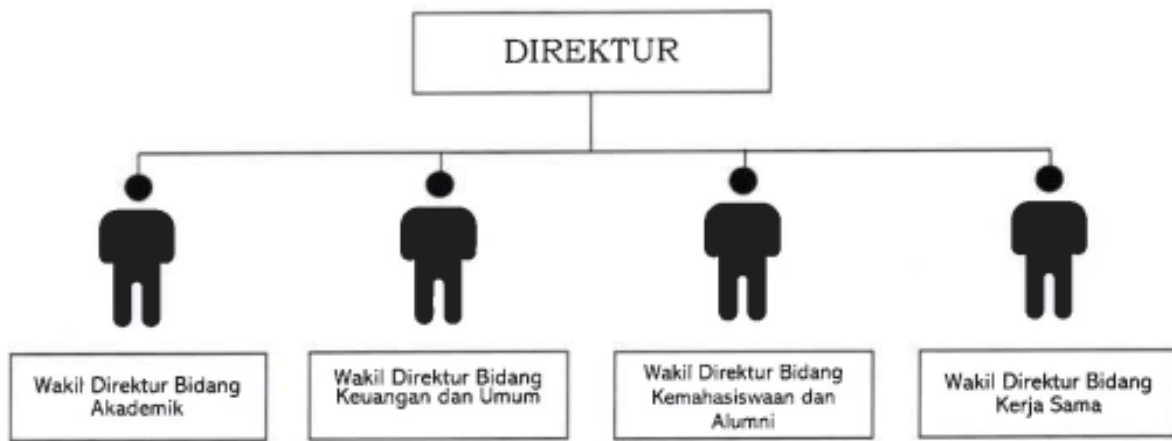 DIREKTUR
Wakil Direktur Bidang
Akademik
Wakil Direktur Bidang
Keuangan dan Umum
Wakil Direktur Bidang
Kemahasiswaan dan
Alumni
Wakil Direktur Bidang
Kerja Sama